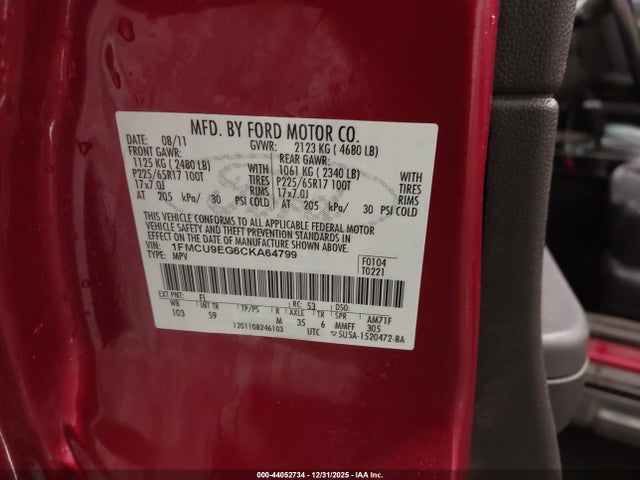 MFD. BY FORD MOTOR CO.
DATE: 08/11 GVWR: 2123 KG ( 4680 LB)
FRONT GAWR: REAR GAWR:
1125 KG ( 2480 LB) WITH 1061 KG ( 2340 LB) WITH
P225/65R17 100T TIRES P225/65R17 100T TIRES
17x7.0J RIMS 17x7.0J RIMS
AT 205 kPa/ 30 PSI COLD AT 205 kPa/ 30 PSI COLD
THIS VEHICLE CONFORMS TO ALL APPLICABLE FEDERAL MOTOR
VEHICLE SAFETY AND THEFT PREVENTION STANDARDS IN
EFFECT ON THE DATE OF MANUFACTURE SHOWN ABOVE.
VIN: 1FMCU9EG6CKA64799 F0104
TYPE: MPV T0221
EXT PNT: FL RC: 53 DSO:
WB INT TR TP/PS R AXLE TR SPR AM71F
103 59 M 35 6 MMFF 305
1201108246103 UTC 5U5A-1520472-BA
Ford
000-44052734 - 12/31/2025 - IAA Inc.